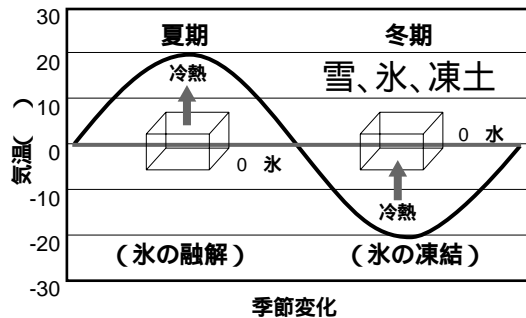 30
20
10
0
-10
-20
-30
気温( )
夏期
冬期
冷熱
雪、氷、凍土
0 氷
0 水
冷熱
(氷の融解)
(氷の凍結)
季節変化